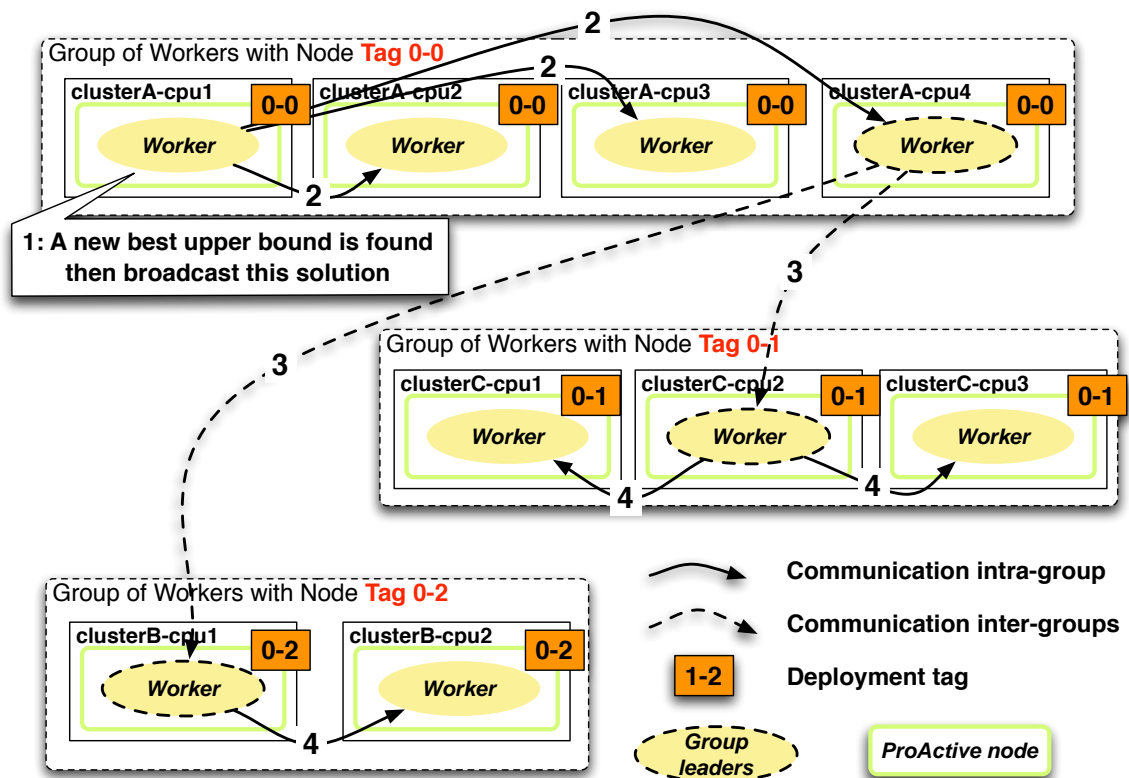 2
Group of Workers with Node Tag 0-0
2
clusterA-cpu1
0-0
clusterA-cpu2
0-0
clusterA-cpu3
0-0
clusterA-cpu4
0-0
Worker
Worker
Worker
Worker
2
1: A new best upper bound is found
then broadcast this solution
3
3
Group of Workers with Node Tag 0-1
clusterC-cpu1
0-1
clusterC-cpu2
0-1
clusterC-cpu3
0-1
Worker
Worker
Worker
4
4
Group of Workers with Node Tag 0-2
clusterB-cpu1
0-2
clusterB-cpu2
0-2
Worker
Worker
4
Communication intra-group
Communication inter-groups
1-2
Deployment tag
Group
leaders
ProActive node